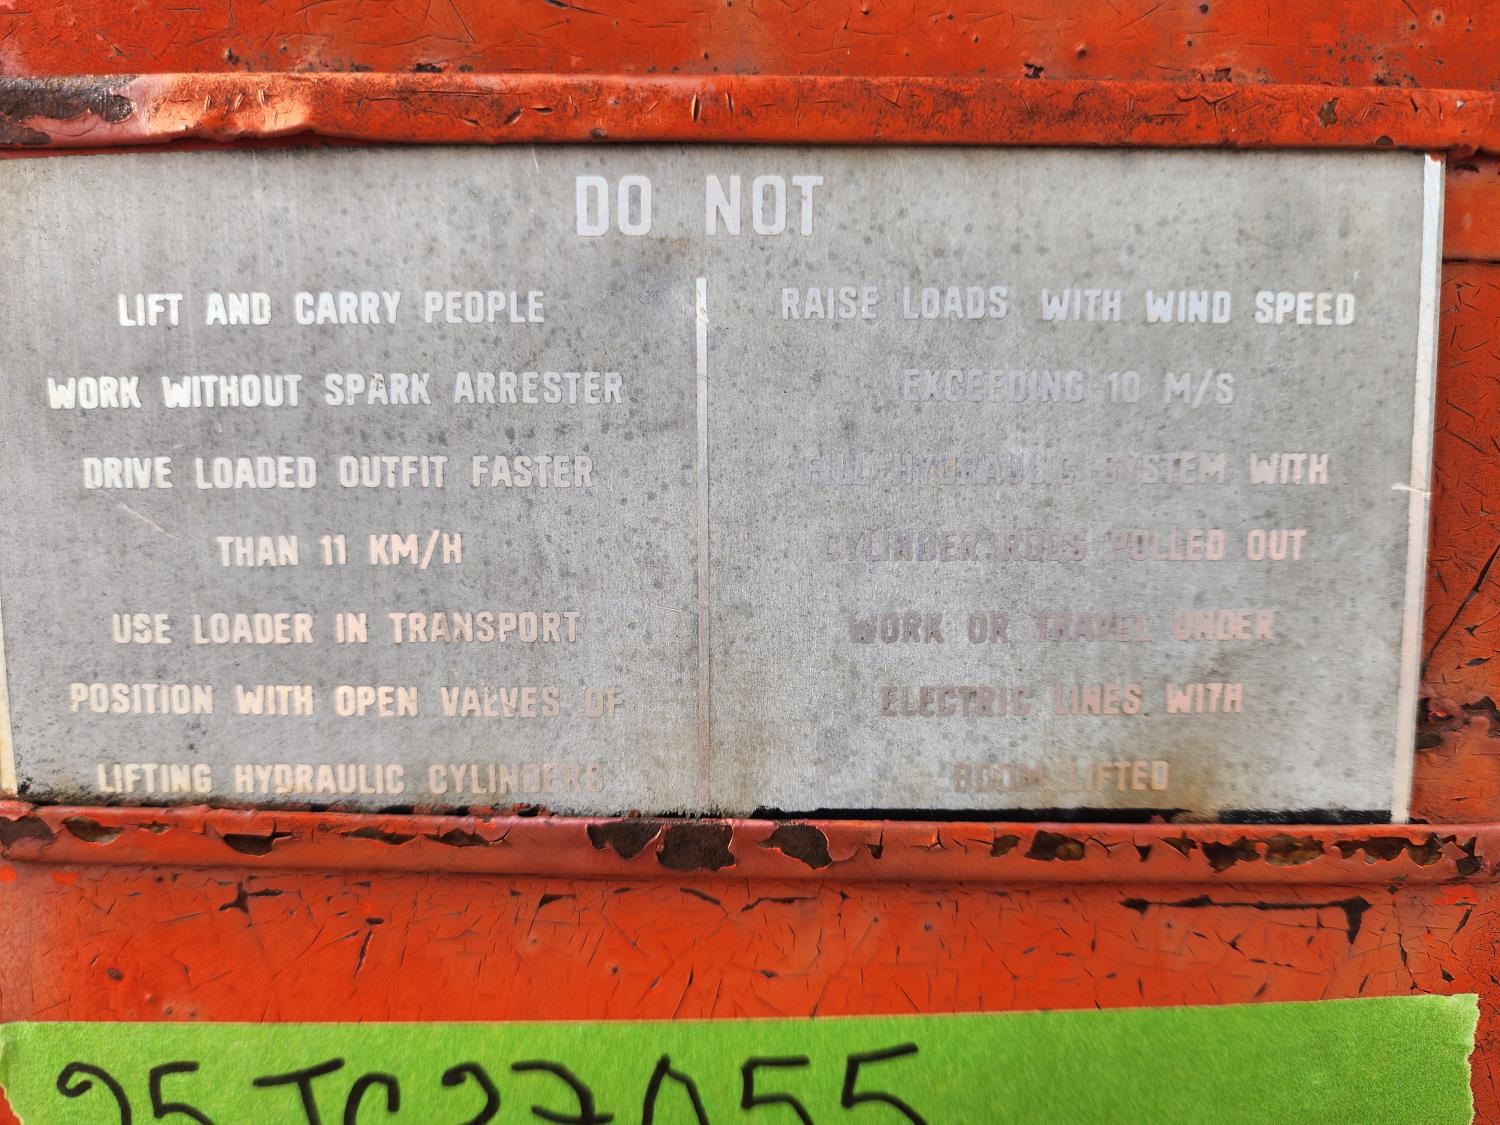 DO NOT
LIFT AND CARRY PEOPLE
WORK WITHOUT SPARK ARRESTER
DRIVE LOADED OUTFIT FASTER
THAN 11 KM/H
USE LOADER IN TRANSPORT
POSITION WITH OPEN VALVES OF
LIFTING HYDRAULIC CYLINDERS
RAISE LOADS WITH WIND SPEED
EXCEEDING 10 M/S
FILL HYDRAULIC SYSTEM WITH
CYLINDER RODS PULLED OUT
WORK OR TRAVEL UNDER
ELECTRIC LINES WITH
BOOM LIFTED